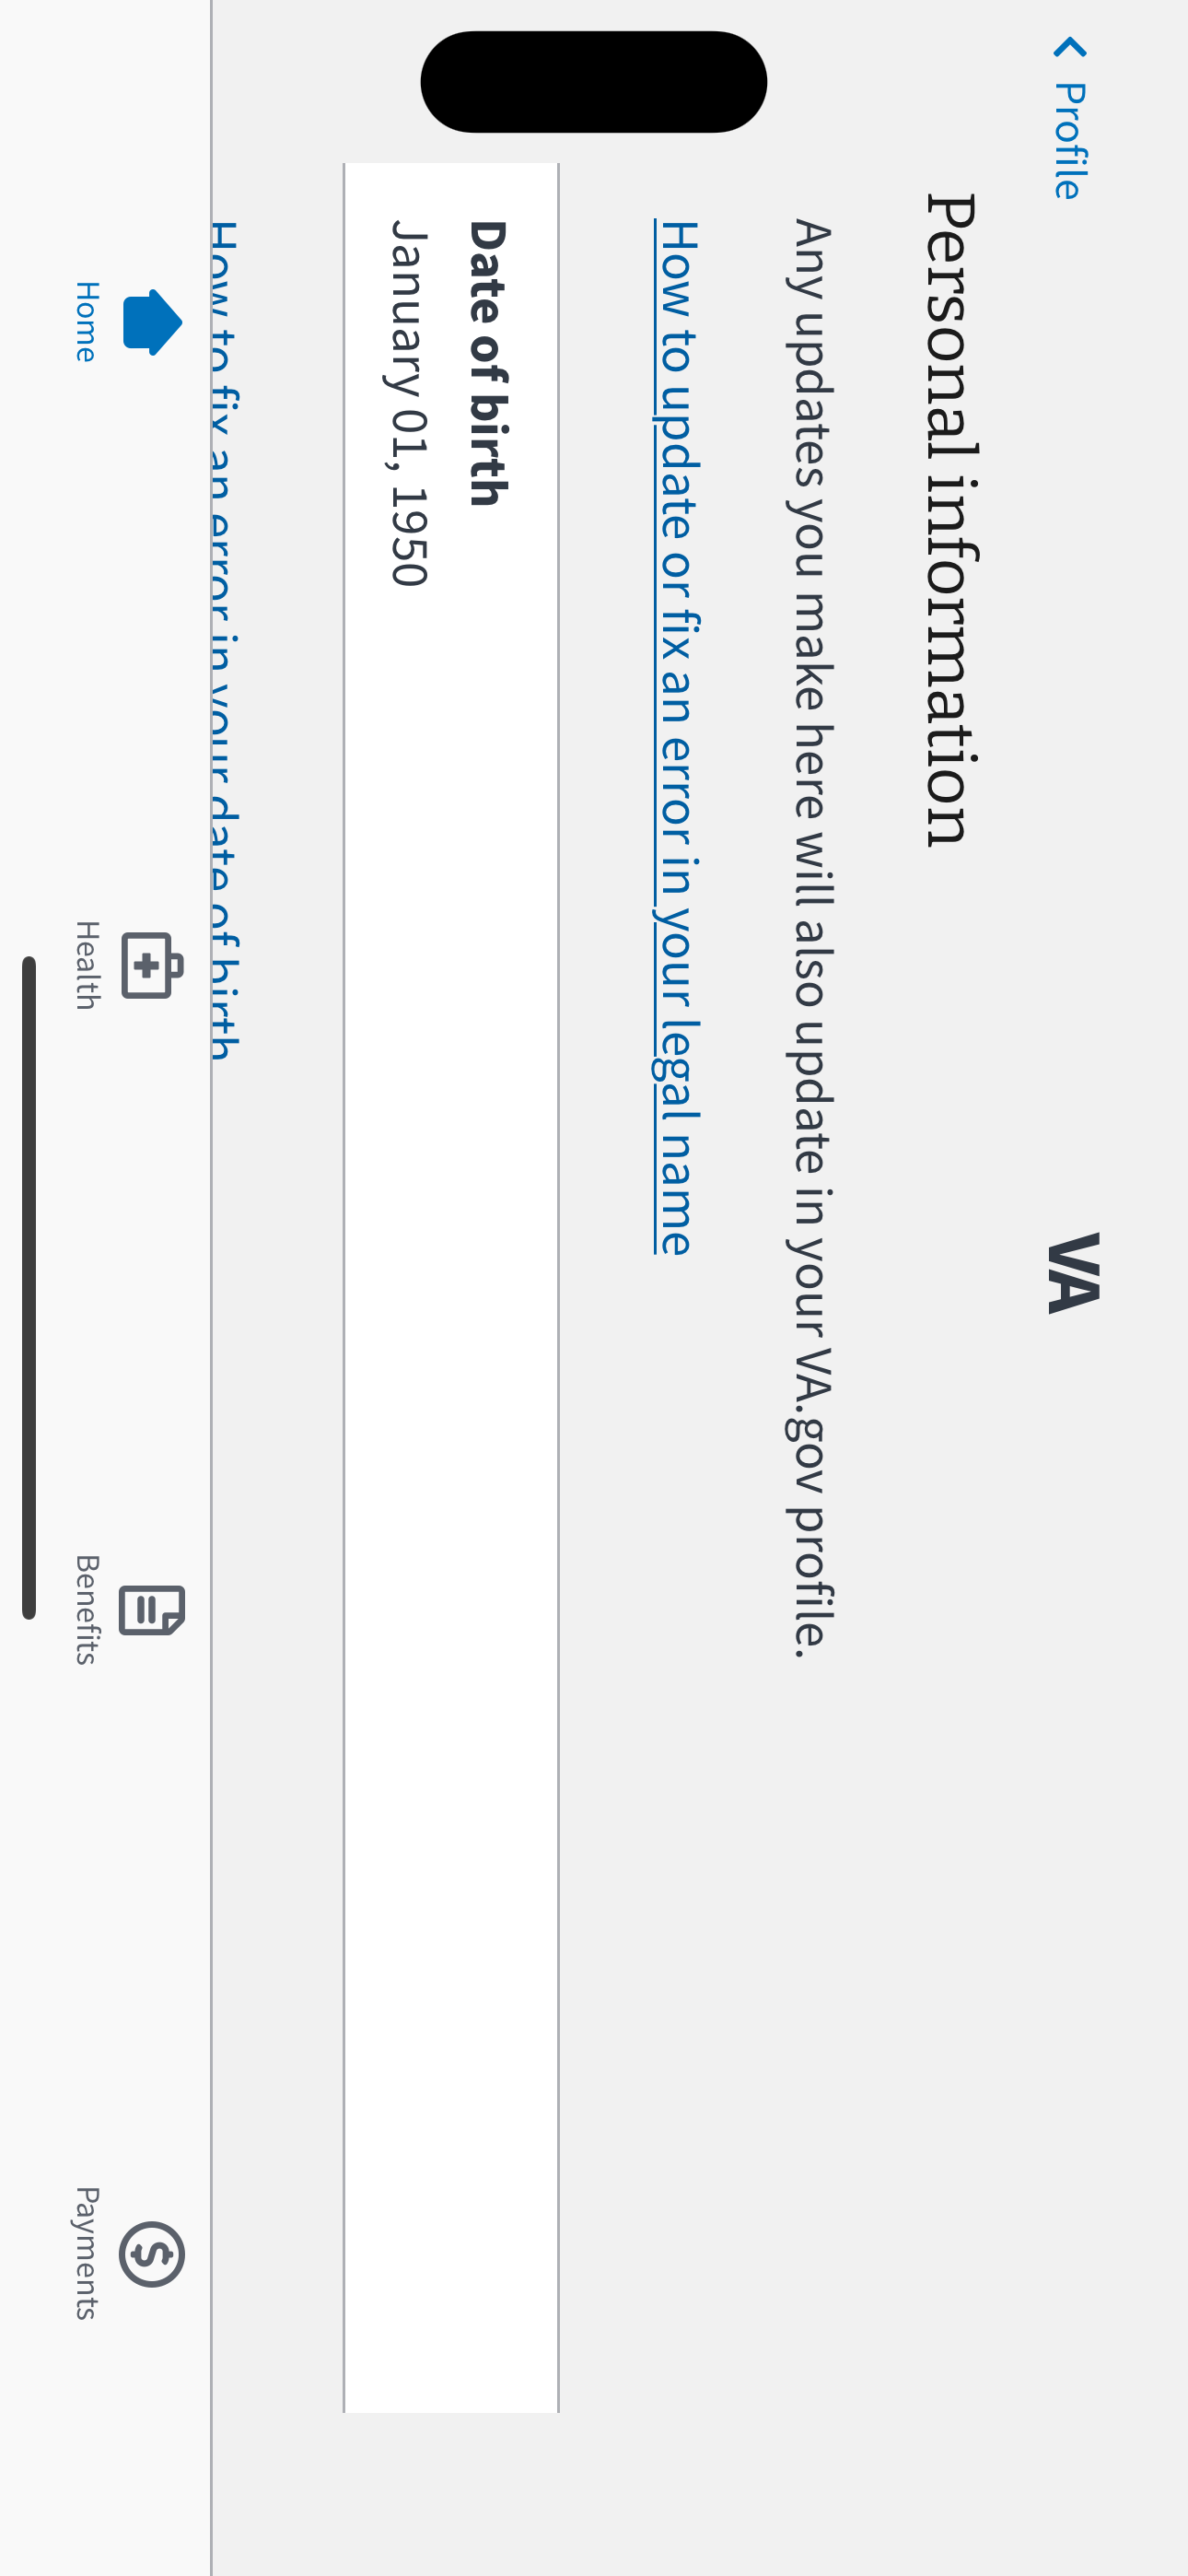 Profile
VA
Personal information
Any updates you make here will also update in your VA.gov profile.
How to update or fix an error in your legal name
Date of birth
January 01, 1950
How to fix an error in your date of birth
Home
Health
Benefits
Payments